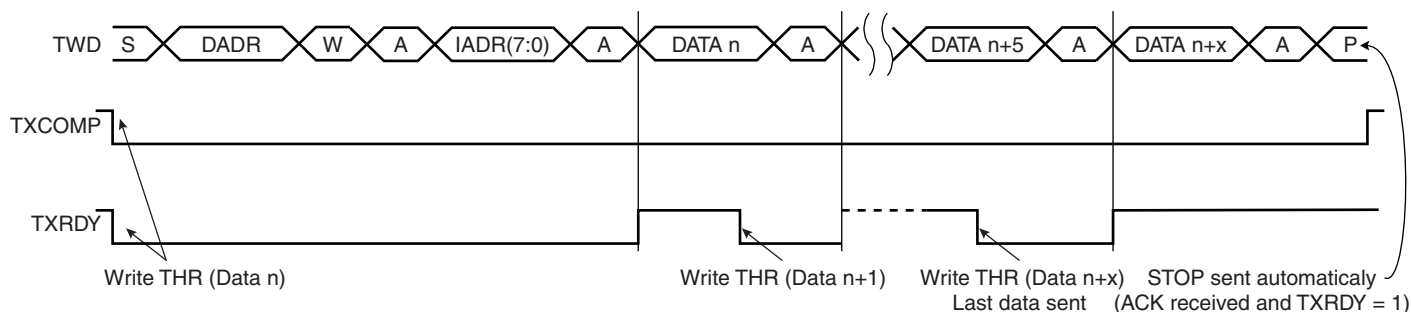 TWD S DADR W A IADR(7:0) A DATA n A DATA n+5 A DATA n+x A P
TXCOMP
TXRDY
Write THR (Data n) Write THR (Data n+1) Write THR (Data n+x) STOP sent automaticaly
Last data sent (ACK received and TXRDY = 1)